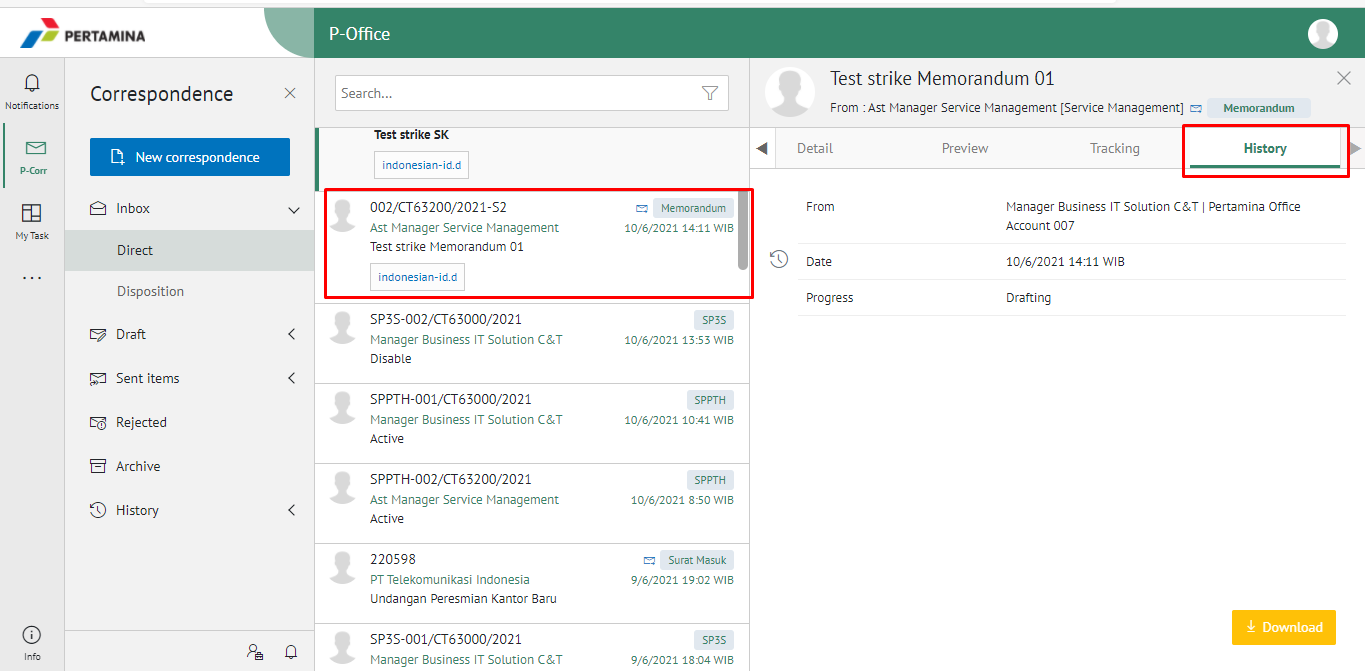 PERTAMINA
P-Office
Notifications
P-Corr
My Task
...
Info
Correspondence
New correspondence
Inbox
Direct
Disposition
Draft
Sent items
Rejected
Archive
History
Search...
Test strike SK
indonesian-id.d
002/CT63200/2021-S2
Memorandum
Ast Manager Service Management
10/6/2021 14:11 WIB
Test strike Memorandum 01
indonesian-id.d
SP3S-002/CT63000/2021
SP3S
Manager Business IT Solution C&T
10/6/2021 13:53 WIB
Disable
SPPTH-001/CT63000/2021
SPPTH
Manager Business IT Solution C&T
10/6/2021 10:41 WIB
Active
SPPTH-002/CT63200/2021
SPPTH
Ast Manager Service Management
10/6/2021 8:50 WIB
Active
220598
Surat Masuk
PT Telekomunikasi Indonesia
9/6/2021 19:02 WIB
Undangan Peresmian Kantor Baru
SP3S-001/CT63000/2021
SP3S
Manager Business IT Solution C&T
9/6/2021 18:04 WIB
Test strike Memorandum 01
From : Ast Manager Service Management [Service Management]
Memorandum
Detail
Preview
Tracking
History
From
Manager Business IT Solution C&T | Pertamina Office
Account 007
Date
10/6/2021 14:11 WIB
Progress
Drafting
Download